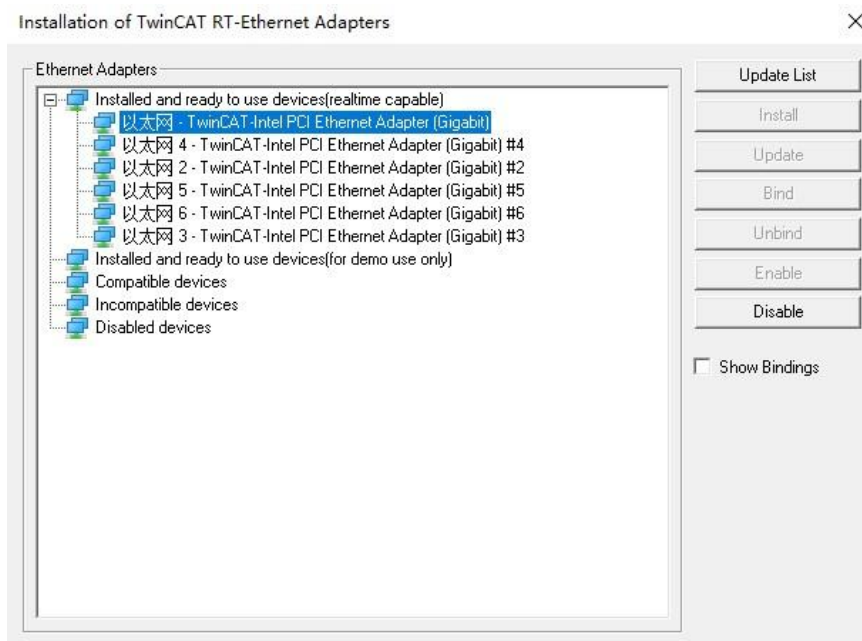 Installation of TwinCAT RT-Ethernet Adapters
Ethernet Adapters
Installed and ready to use devices(realtime capable)
以太网 - TwinCAT-Intel PCI Ethernet Adapter (Gigabit)
以太网 4 - TwinCAT-Intel PCI Ethernet Adapter (Gigabit) #4
以太网 2 - TwinCAT-Intel PCI Ethernet Adapter (Gigabit) #2
以太网 5 - TwinCAT-Intel PCI Ethernet Adapter (Gigabit) #5
以太网 6 - TwinCAT-Intel PCI Ethernet Adapter (Gigabit) #6
以太网 3 - TwinCAT-Intel PCI Ethernet Adapter (Gigabit) #3
Installed and ready to use devices(for demo use only)
Compatible devices
Incompatible devices
Disabled devices
Update List
Install
Update
Bind
Unbind
Enable
Disable
Show Bindings